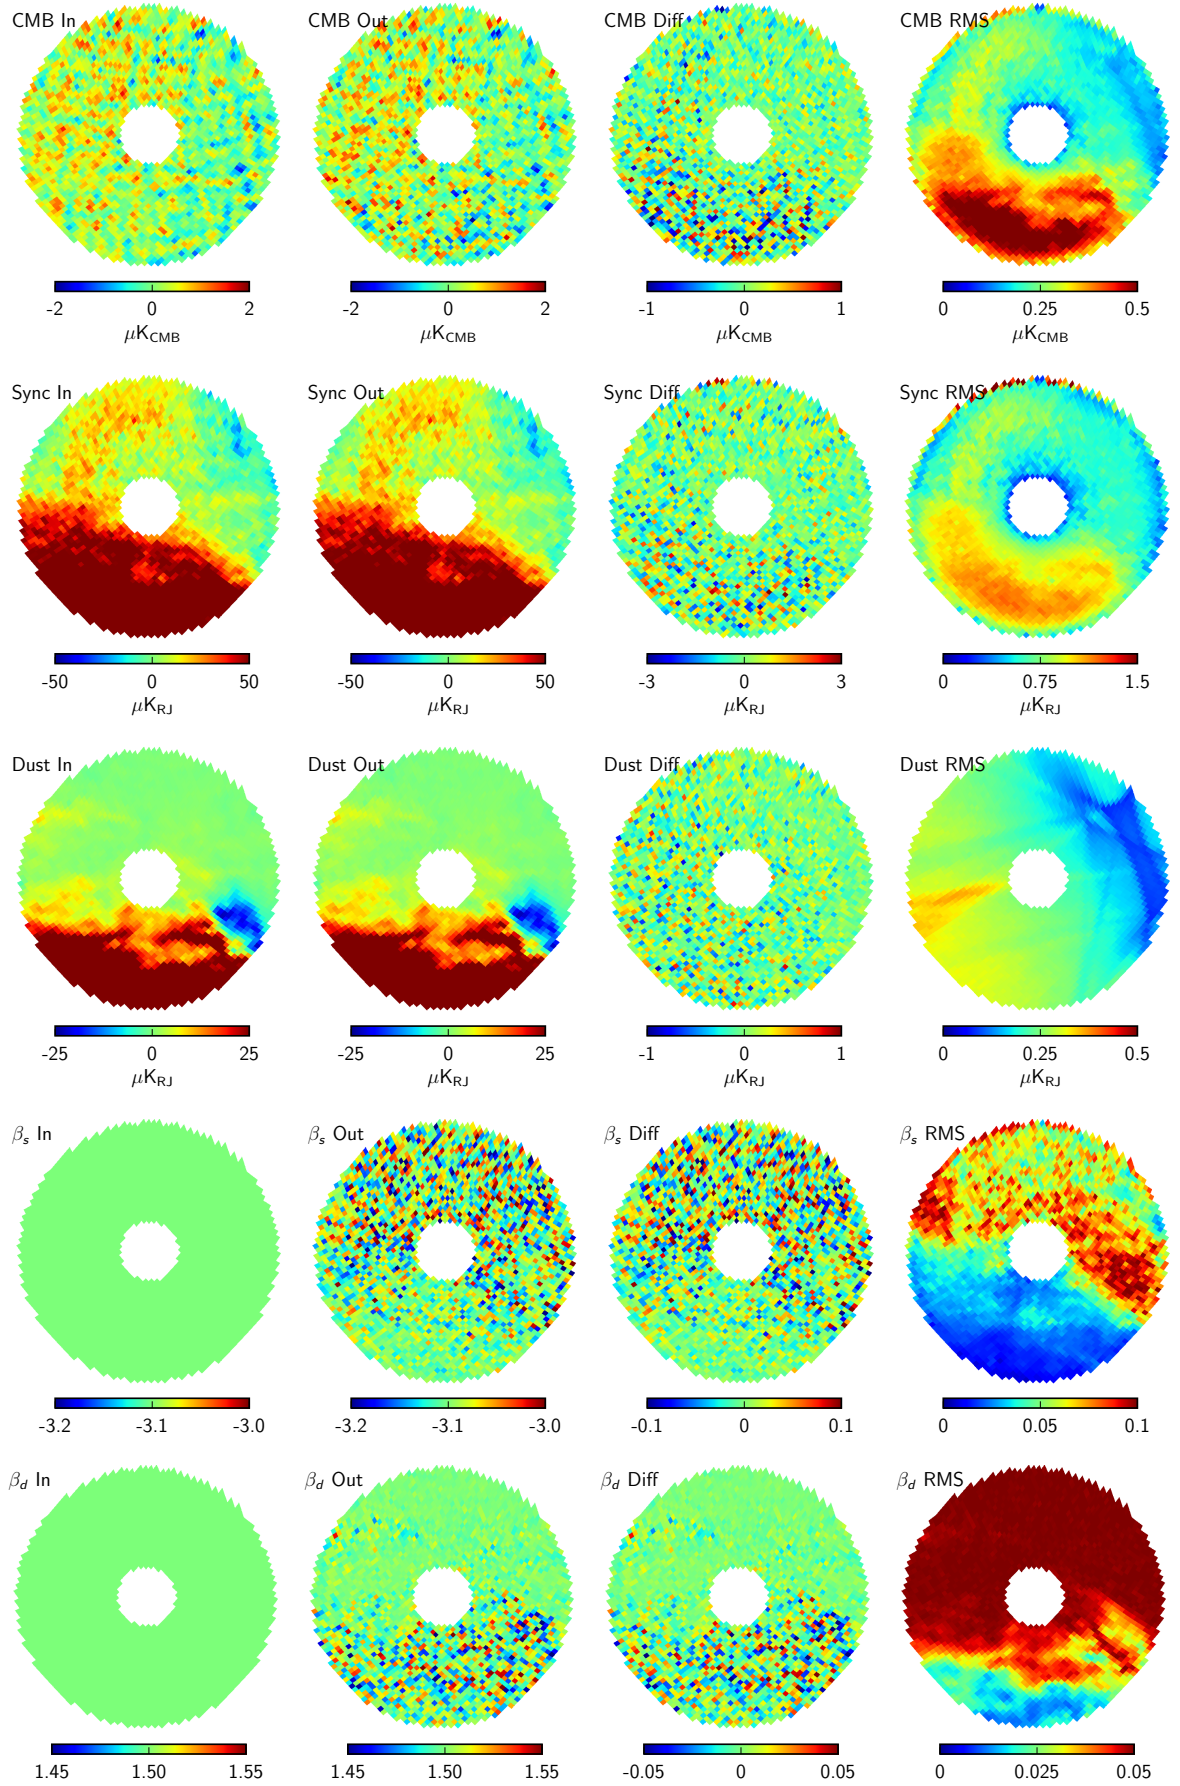 CMB In CMB Out CMB Diff CMB RMS
-2 0 2 -2 0 2 -1 0 1 0 0.25 0.5
μK_CMB μK_CMB μK_CMB μK_CMB
Sync In Sync Out Sync Diff Sync RMS
-50 0 50 -50 0 50 -3 0 3 0 0.75 1.5
μK_RJ μK_RJ μK_RJ μK_RJ
Dust In Dust Out Dust Diff Dust RMS
-25 0 25 -25 0 25 -1 0 1 0 0.25 0.5
μK_RJ μK_RJ μK_RJ μK_RJ
β_s In β_s Out β_s Diff β_s RMS
-3.2 -3.1 -3.0 -3.2 -3.1 -3.0 -0.1 0 0.1 0 0.05 0.1
β_d In β_d Out β_d Diff β_d RMS
1.45 1.50 1.55 1.45 1.50 1.55 -0.05 0 0.05 0 0.05 0.05